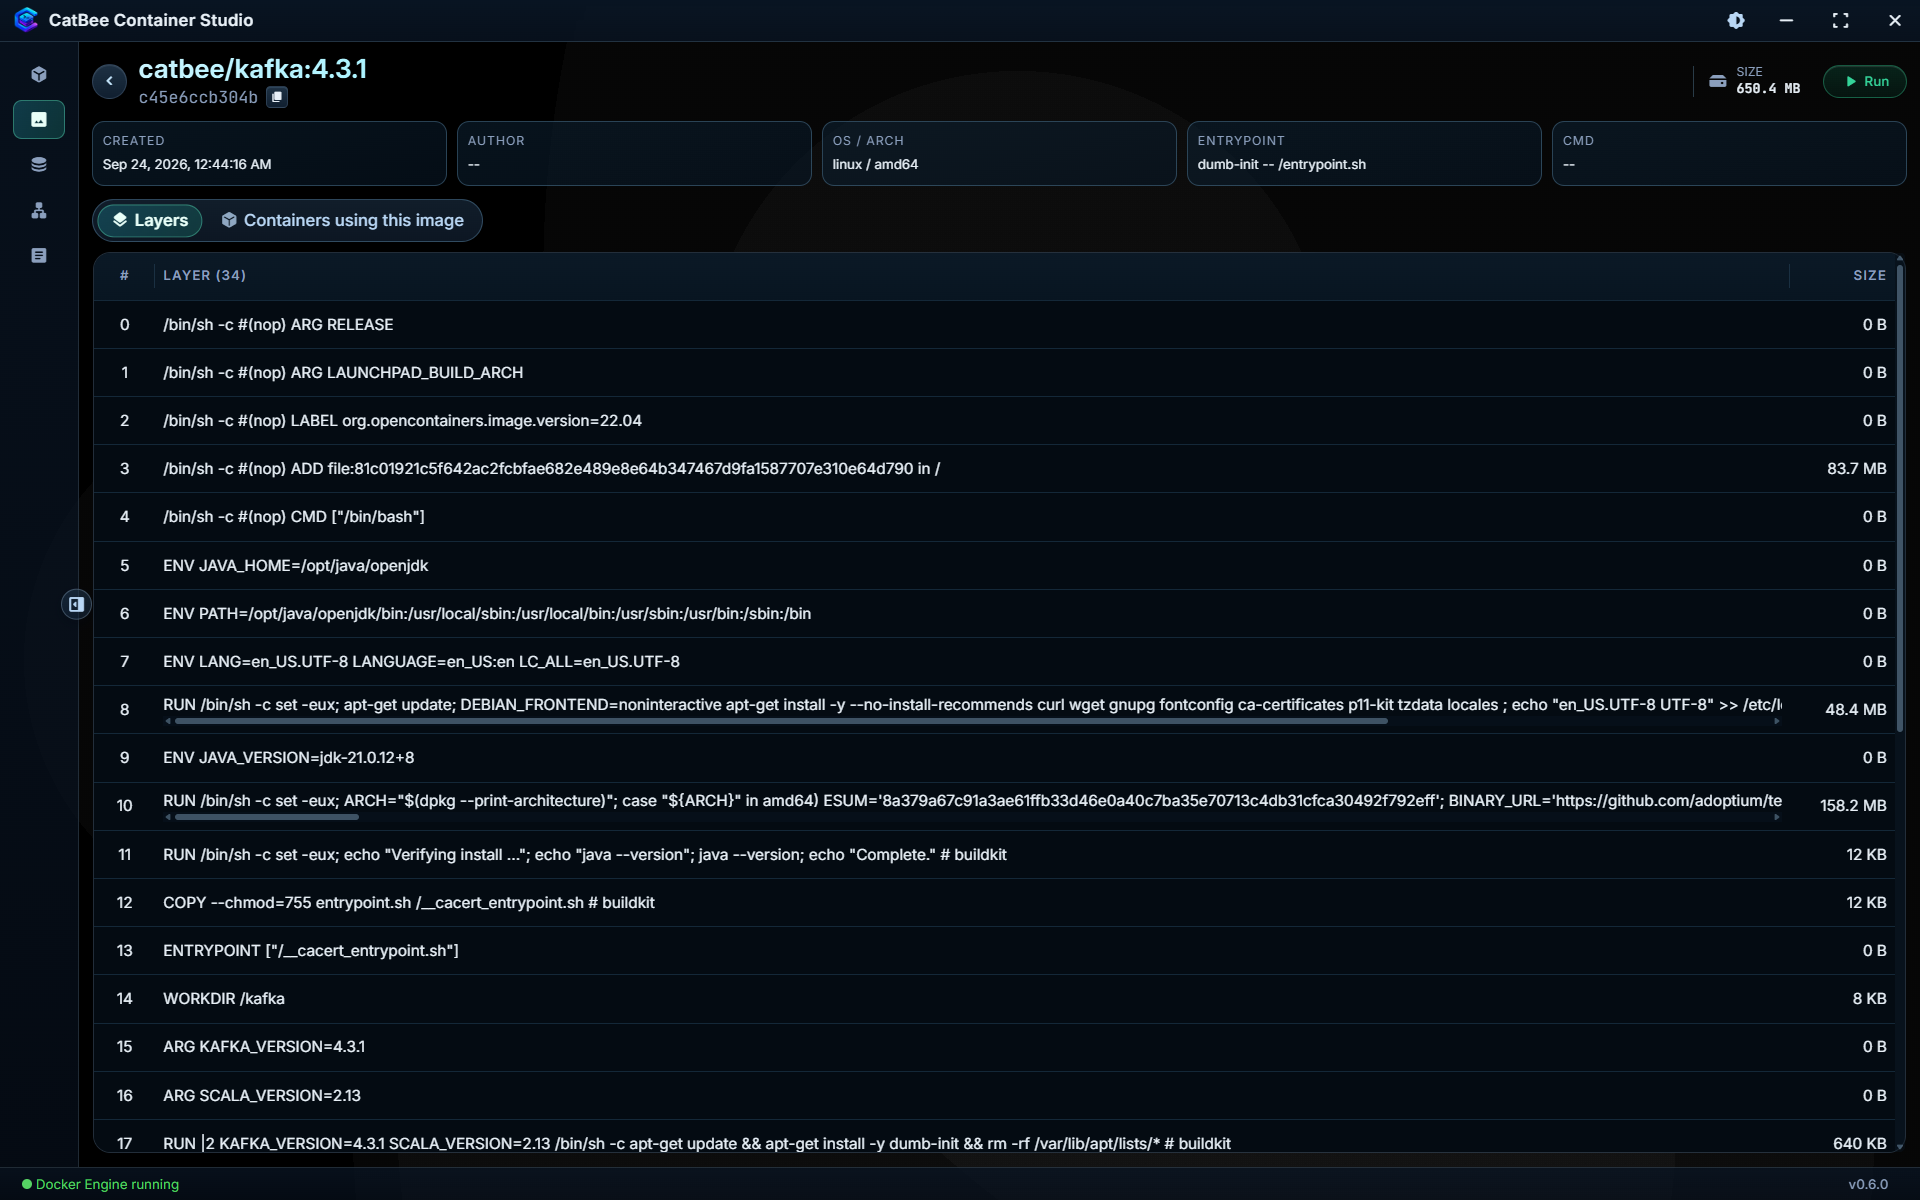 CatBee Container Studio
catbee/kafka:4.3.1
c45e6ccb304b
SIZE
650.4 MB
Run
CREATED
Sep 24, 2026, 12:44:16 AM
AUTHOR
--
OS / ARCH
linux / amd64
ENTRYPOINT
dumb-init -- /entrypoint.sh
CMD
--
Layers
Containers using this image
# LAYER (34) SIZE
0 /bin/sh -c #(nop) ARG RELEASE 0 B
1 /bin/sh -c #(nop) ARG LAUNCHPAD_BUILD_ARCH 0 B
2 /bin/sh -c #(nop) LABEL org.opencontainers.image.version=22.04 0 B
3 /bin/sh -c #(nop) ADD file:81c01921c5f642ac2fcbfae682e489e8e64b347467d9fa1587707e310e64d790 in / 83.7 MB
4 /bin/sh -c #(nop) CMD ["/bin/bash"] 0 B
5 ENV JAVA_HOME=/opt/java/openjdk 0 B
6 ENV PATH=/opt/java/openjdk/bin:/usr/local/sbin:/usr/local/bin:/usr/sbin:/usr/bin:/sbin:/bin 0 B
7 ENV LANG=en_US.UTF-8 LANGUAGE=en_US:en LC_ALL=en_US.UTF-8 0 B
8 RUN /bin/sh -c set -eux; apt-get update; DEBIAN_FRONTEND=noninteractive apt-get install -y --no-install-recommends curl wget gnupg fontconfig ca-certificates p11-kit tzdata locales ; echo "en_US.UTF-8 UTF-8" >> /etc/l 48.4 MB
9 ENV JAVA_VERSION=jdk-21.0.12+8 0 B
10 RUN /bin/sh -c set -eux; ARCH="$(dpkg --print-architecture)"; case "${ARCH}" in amd64) ESUM='8a379a67c91a3ae61ffb33d46e0a40c7ba35e70713c4db31cfca30492f792eff'; BINARY_URL='https://github.com/adoptium/te 158.2 MB
11 RUN /bin/sh -c set -eux; echo "Verifying install ..."; echo "java --version"; java --version; echo "Complete." # buildkit 12 KB
12 COPY --chmod=755 entrypoint.sh /__cacert_entrypoint.sh # buildkit 12 KB
13 ENTRYPOINT ["/__cacert_entrypoint.sh"] 0 B
14 WORKDIR /kafka 8 KB
15 ARG KAFKA_VERSION=4.3.1 0 B
16 ARG SCALA_VERSION=2.13 0 B
17 RUN |2 KAFKA_VERSION=4.3.1 SCALA_VERSION=2.13 /bin/sh -c apt-get update && apt-get install -y dumb-init && rm -rf /var/lib/apt/lists/* # buildkit 640 KB
Docker Engine running
v0.6.0